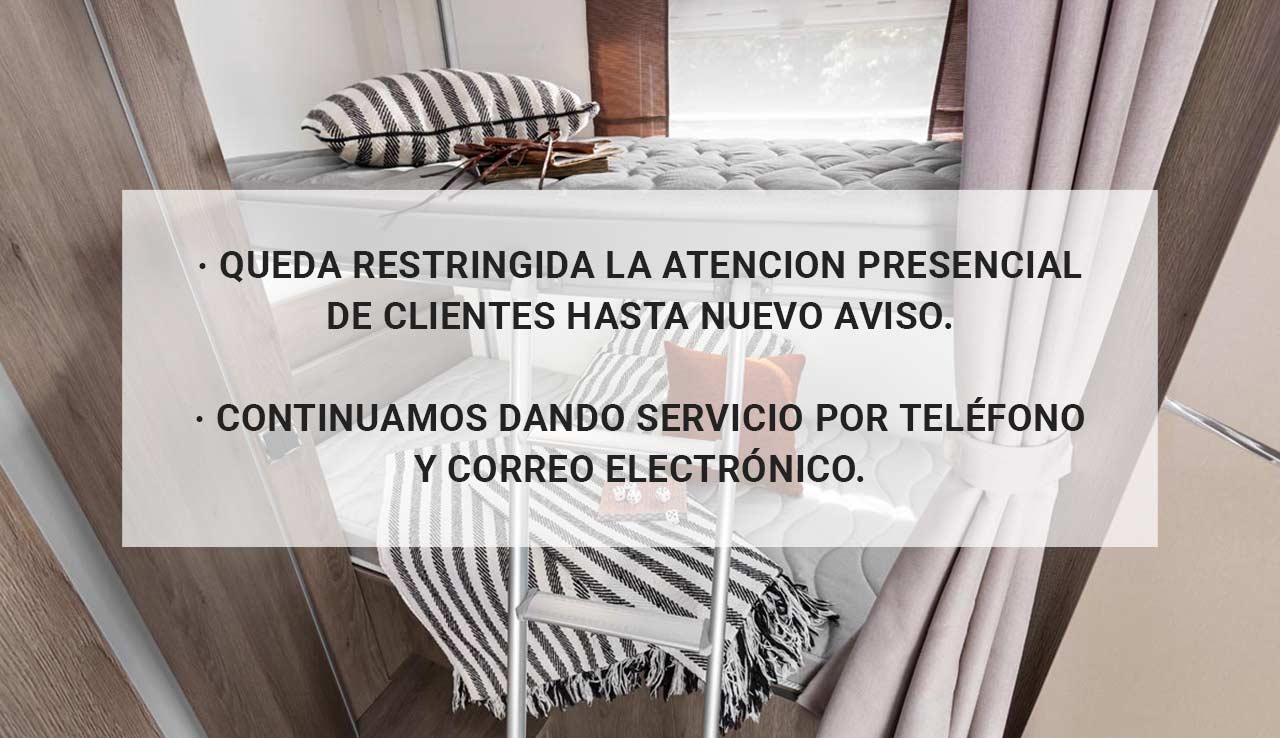 · QUEDA RESTRINGIDA LA ATENCION PRESENCIAL
DE CLIENTES HASTA NUEVO AVISO.
· CONTINUAMOS DANDO SERVICIO POR TELÉFONO
Y CORREO ELECTRÓNICO.